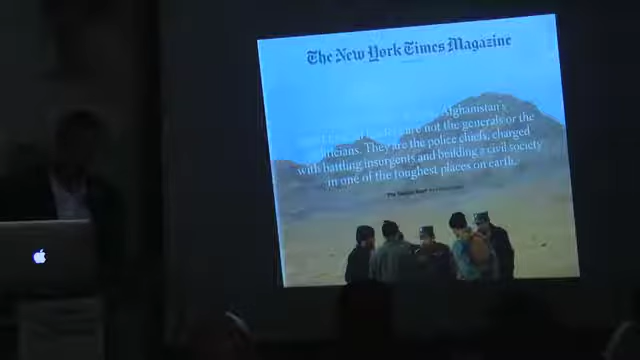 The New York Times Magazine
Afghanistan's
are not the generals or the
They are the police chiefs, charged
with battling insurgents and building a civil society
in one of the toughest places on earth.